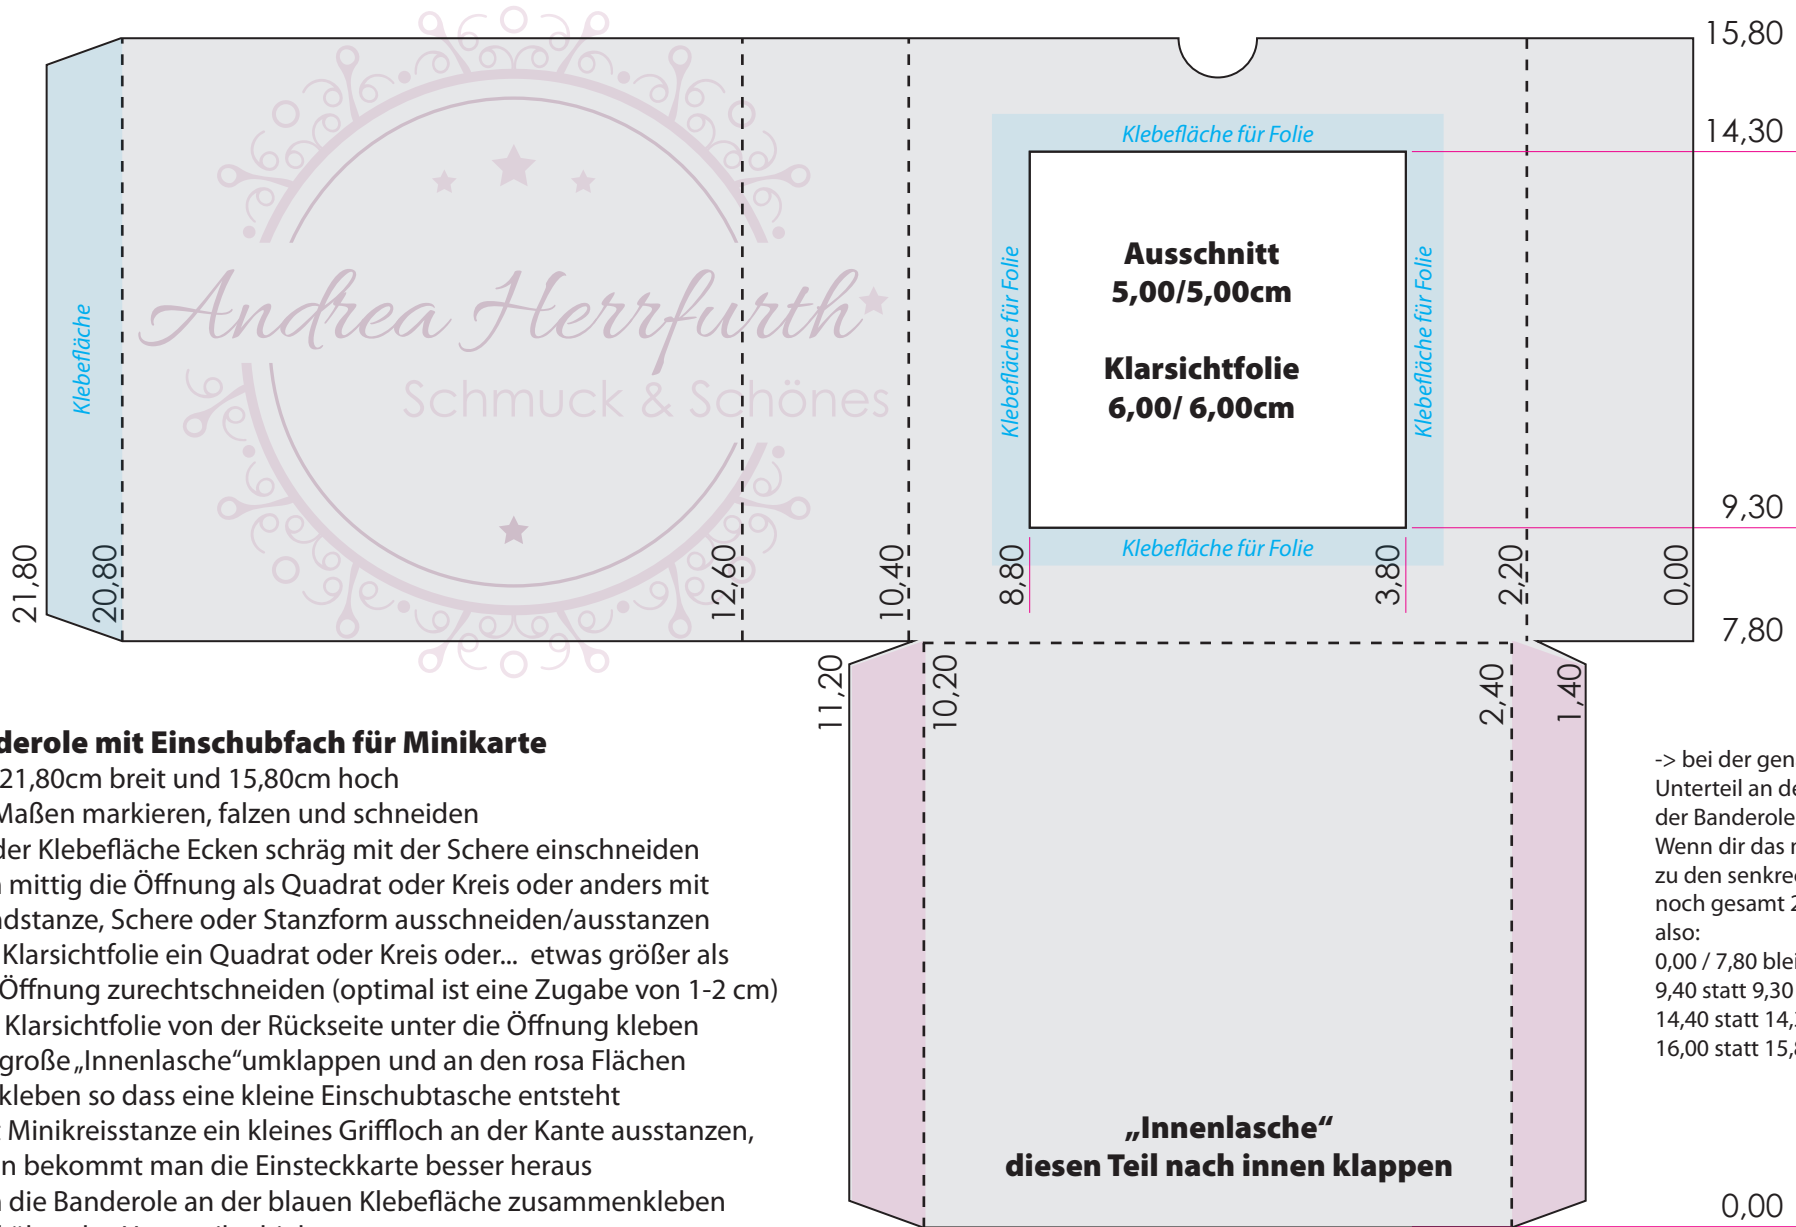 15,80
14,30
Klebefläche für Folie
Ausschnitt
5,00/5,00cm
Klarsichtfolie
6,00/ 6,00cm
Klebefläche für Folie
Klebefläche für Folie
Klebefläche für Folie
Klebefläche
Andrea Herrfurth
Schmuck & Schönes
9,30
21,80
20,80
12,60
10,40
8,80
3,80
2,20
0,00
7,80
11,20
10,20
2,40
1,40
derole mit Einschubfach für Minikarte
21,80cm breit und 15,80cm hoch
Maßen markieren, falzen und schneiden
der Klebefläche Ecken schräg mit der Schere einschneiden
mittig die Öffnung als Quadrat oder Kreis oder anders mit
dstanze, Schere oder Stanzform ausschneiden/ausstanzen
Klarsichtfolie ein Quadrat oder Kreis oder... etwas größer als
Öffnung zurechtschneiden (optimal ist eine Zugabe von 1-2 cm)
Klarsichtfolie von der Rückseite unter die Öffnung kleben
große „Innenlasche“umklappen und an den rosa Flächen
kleben so dass eine kleine Einschubtasche entsteht
Minikreisstanze ein kleines Griffloch an der Kante ausstanzen,
n bekommt man die Einsteckkarte besser heraus
die Banderole an der blauen Klebefläche zusammenkleben
-> bei der gen
Unterteil an de
der Banderole
Wenn dir das
zu den senkre
noch gesamt 2
also:
0,00 / 7,80 blei
9,40 statt 9,30
14,40 statt 14,
16,00 statt 15,8
„Innenlasche“
diesen Teil nach innen klappen
0,00